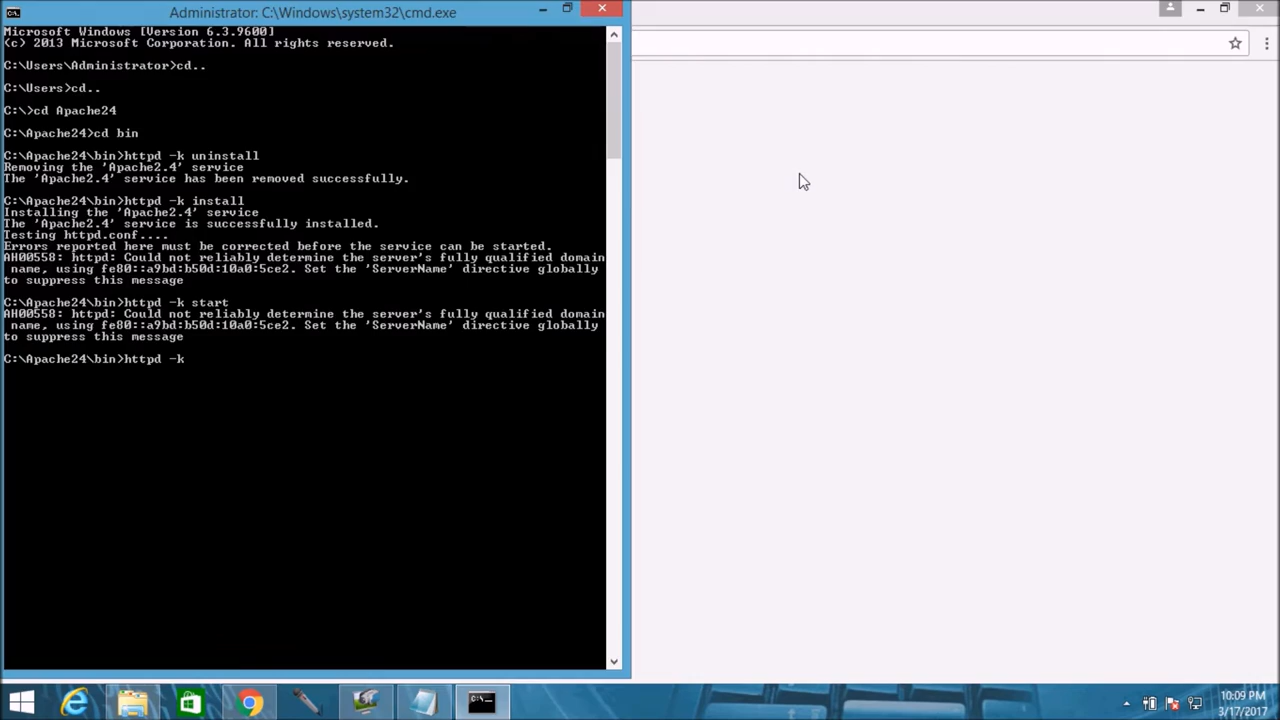 Administrator: C:\Windows\system32\cmd.exe
Microsoft Windows [Version 6.3.9600]
(c) 2013 Microsoft Corporation. All rights reserved.
C:\Users\Administrator>cd..
C:\Users>cd..
C:\>cd Apache24
C:\Apache24>cd bin
C:\Apache24\bin>httpd -k uninstall
Removing the 'Apache2.4' service
The 'Apache2.4' service has been removed successfully.
C:\Apache24\bin>httpd -k install
Installing the 'Apache2.4' service
The 'Apache2.4' service is successfully installed.
Testing httpd.conf....
Errors reported here must be corrected before the service can be started.
AH00558: httpd: Could not reliably determine the server's fully qualified domain
name, using fe80::a9bd:b50d:10a0:5ce2. Set the 'ServerName' directive globally
to suppress this message
C:\Apache24\bin>httpd -k start
AH00558: httpd: Could not reliably determine the server's fully qualified domain
name, using fe80::a9bd:b50d:10a0:5ce2. Set the 'ServerName' directive globally
to suppress this message
C:\Apache24\bin>httpd -k
10:09 PM
3/17/2017